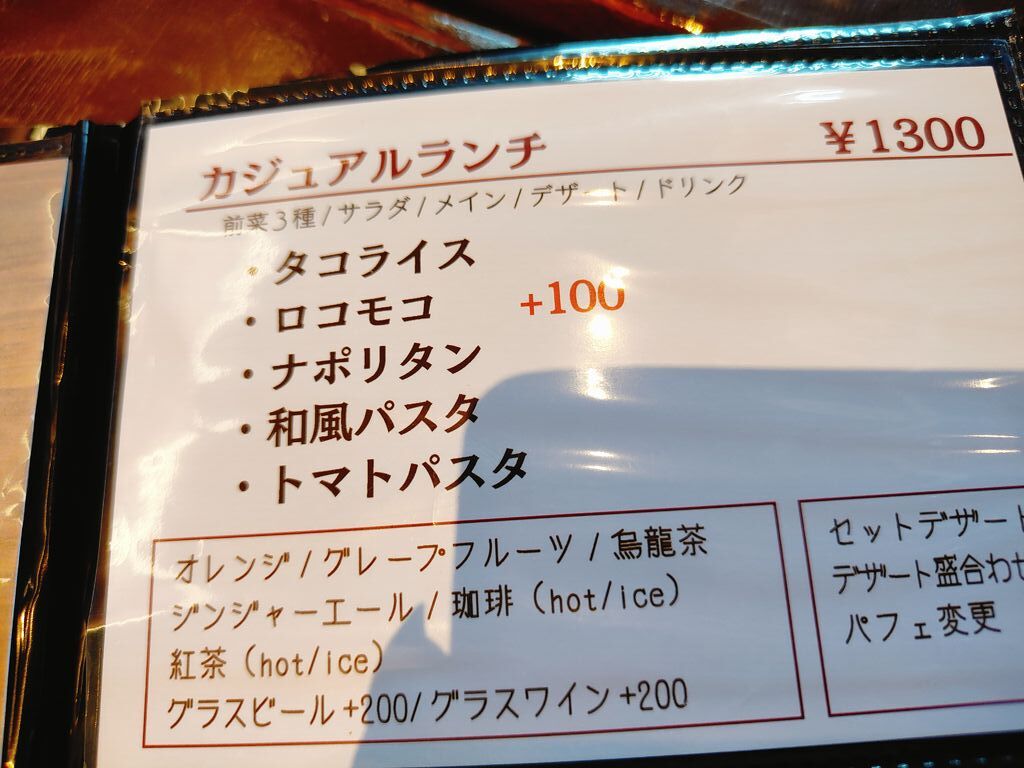 カジュアルランチ ¥1300
前菜3種/サラダ/メイン/デザート/ドリンク
・タコライス
・ロコモコ +100
・ナポリタン
・和風パスタ
・トマトパスタ
オレンジ/グレープフルーツ/烏龍茶
ジンジャーエール/珈琲(hot/ice)
紅茶(hot/ice)
グラスビール+200/グラスワイン+200
セットデザート
デザート盛合わせ
パフェ変更